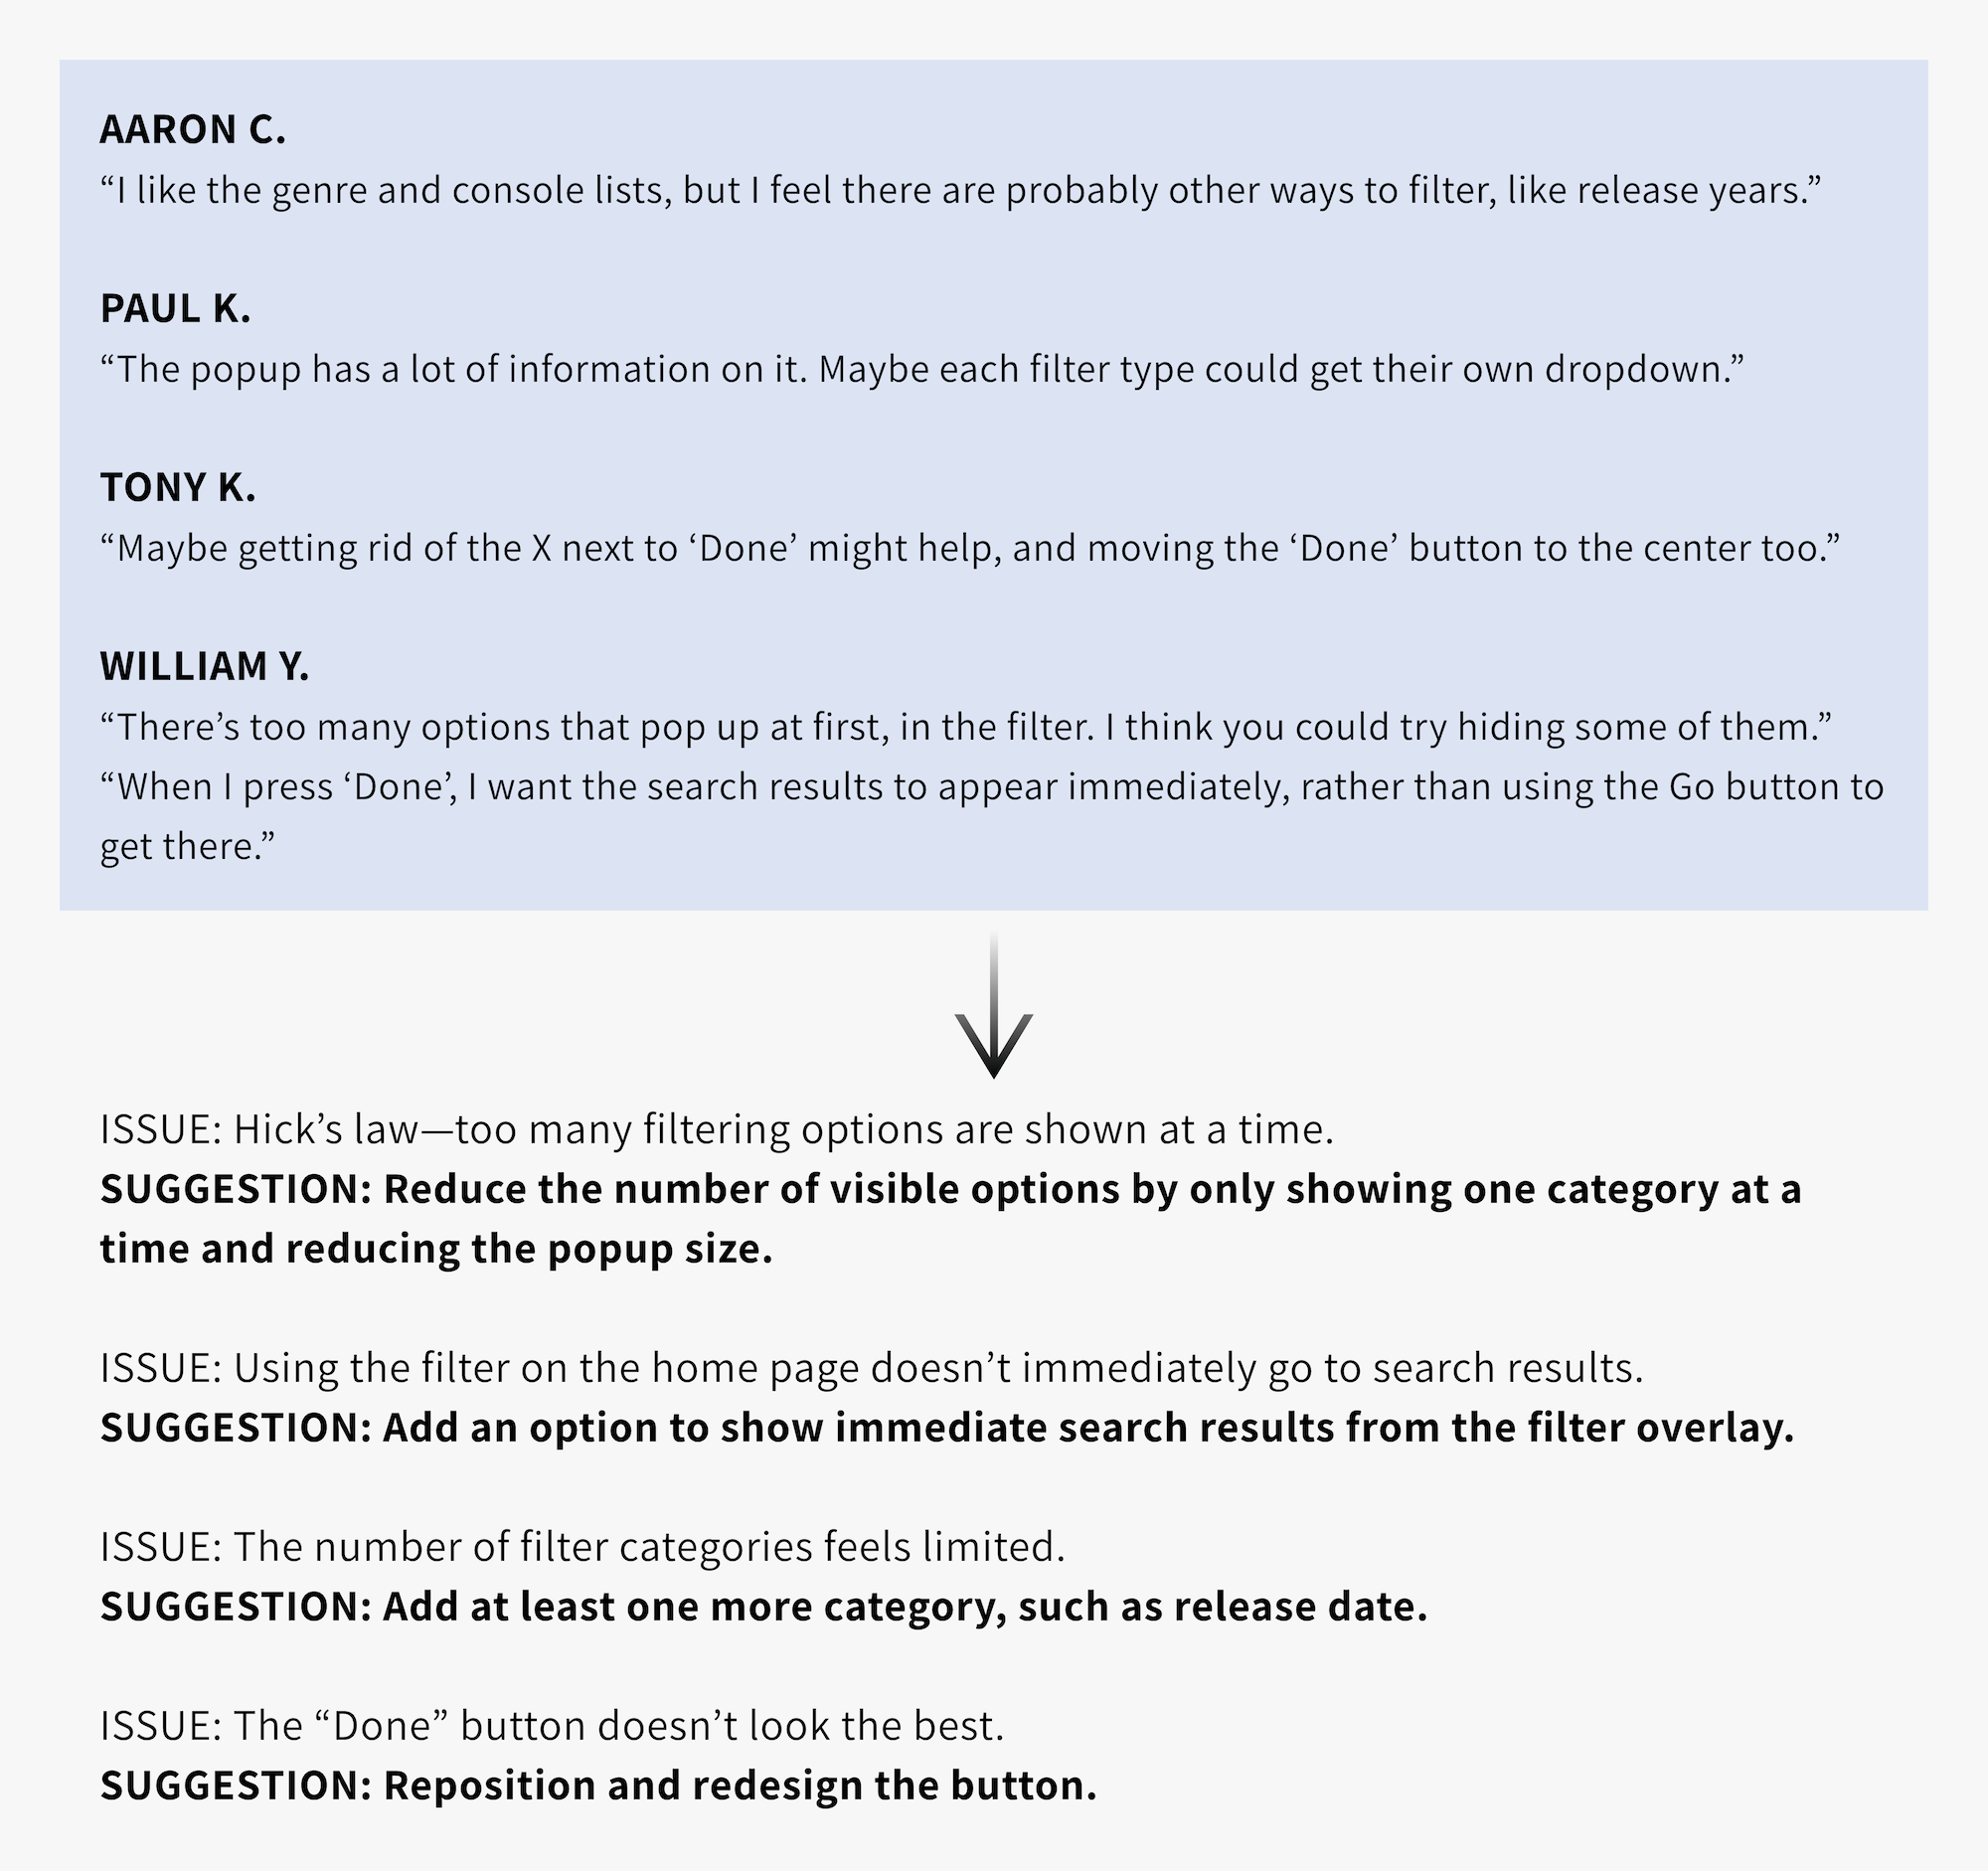 AARON C.
“I like the genre and console lists, but I feel there are probably other ways to filter, like release years.”
PAUL K.
“The popup has a lot of information on it. Maybe each filter type could get their own dropdown.”
TONY K.
“Maybe getting rid of the X next to ‘Done’ might help, and moving the ‘Done’ button to the center too.”
WILLIAM Y.
“There’s too many options that pop up at first, in the filter. I think you could try hiding some of them.”
“When I press ‘Done’, I want the search results to appear immediately, rather than using the Go button to
get there.”
ISSUE: Hick’s law—too many filtering options are shown at a time.
SUGGESTION: Reduce the number of visible options by only showing one category at a
time and reducing the popup size.
ISSUE: Using the filter on the home page doesn’t immediately go to search results.
SUGGESTION: Add an option to show immediate search results from the filter overlay.
ISSUE: The number of filter categories feels limited.
SUGGESTION: Add at least one more category, such as release date.
ISSUE: The “Done” button doesn’t look the best.
SUGGESTION: Reposition and redesign the button.